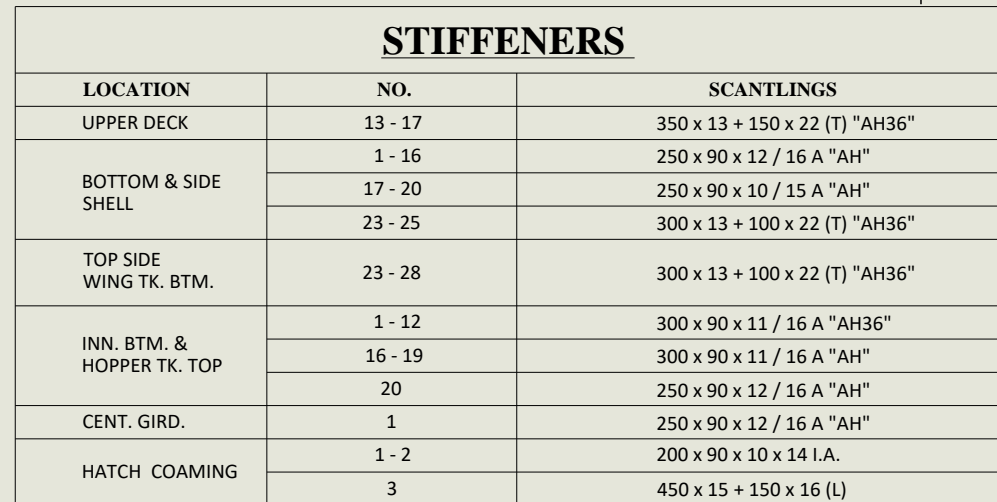 STIFFENERS
LOCATION NO. SCANTLINGS
UPPER DECK 13 - 17 350 x 13 + 150 x 22 (T) "AH36"
BOTTOM & SIDE
SHELL
1 - 16 250 x 90 x 12 / 16 A "AH"
17 - 20 250 x 90 x 10 / 15 A "AH"
23 - 25 300 x 13 + 100 x 22 (T) "AH36"
TOP SIDE
WING TK. BTM.
23 - 28 300 x 13 + 100 x 22 (T) "AH36"
INN. BTM. &
HOPPER TK. TOP
1 - 12 300 x 90 x 11 / 16 A "AH36"
16 - 19 300 x 90 x 11 / 16 A "AH"
20 250 x 90 x 12 / 16 A "AH"
CENT. GIRD. 1 250 x 90 x 12 / 16 A "AH"
HATCH COAMING
1 - 2 200 x 90 x 10 x 14 I.A.
3 450 x 15 + 150 x 16 (L)